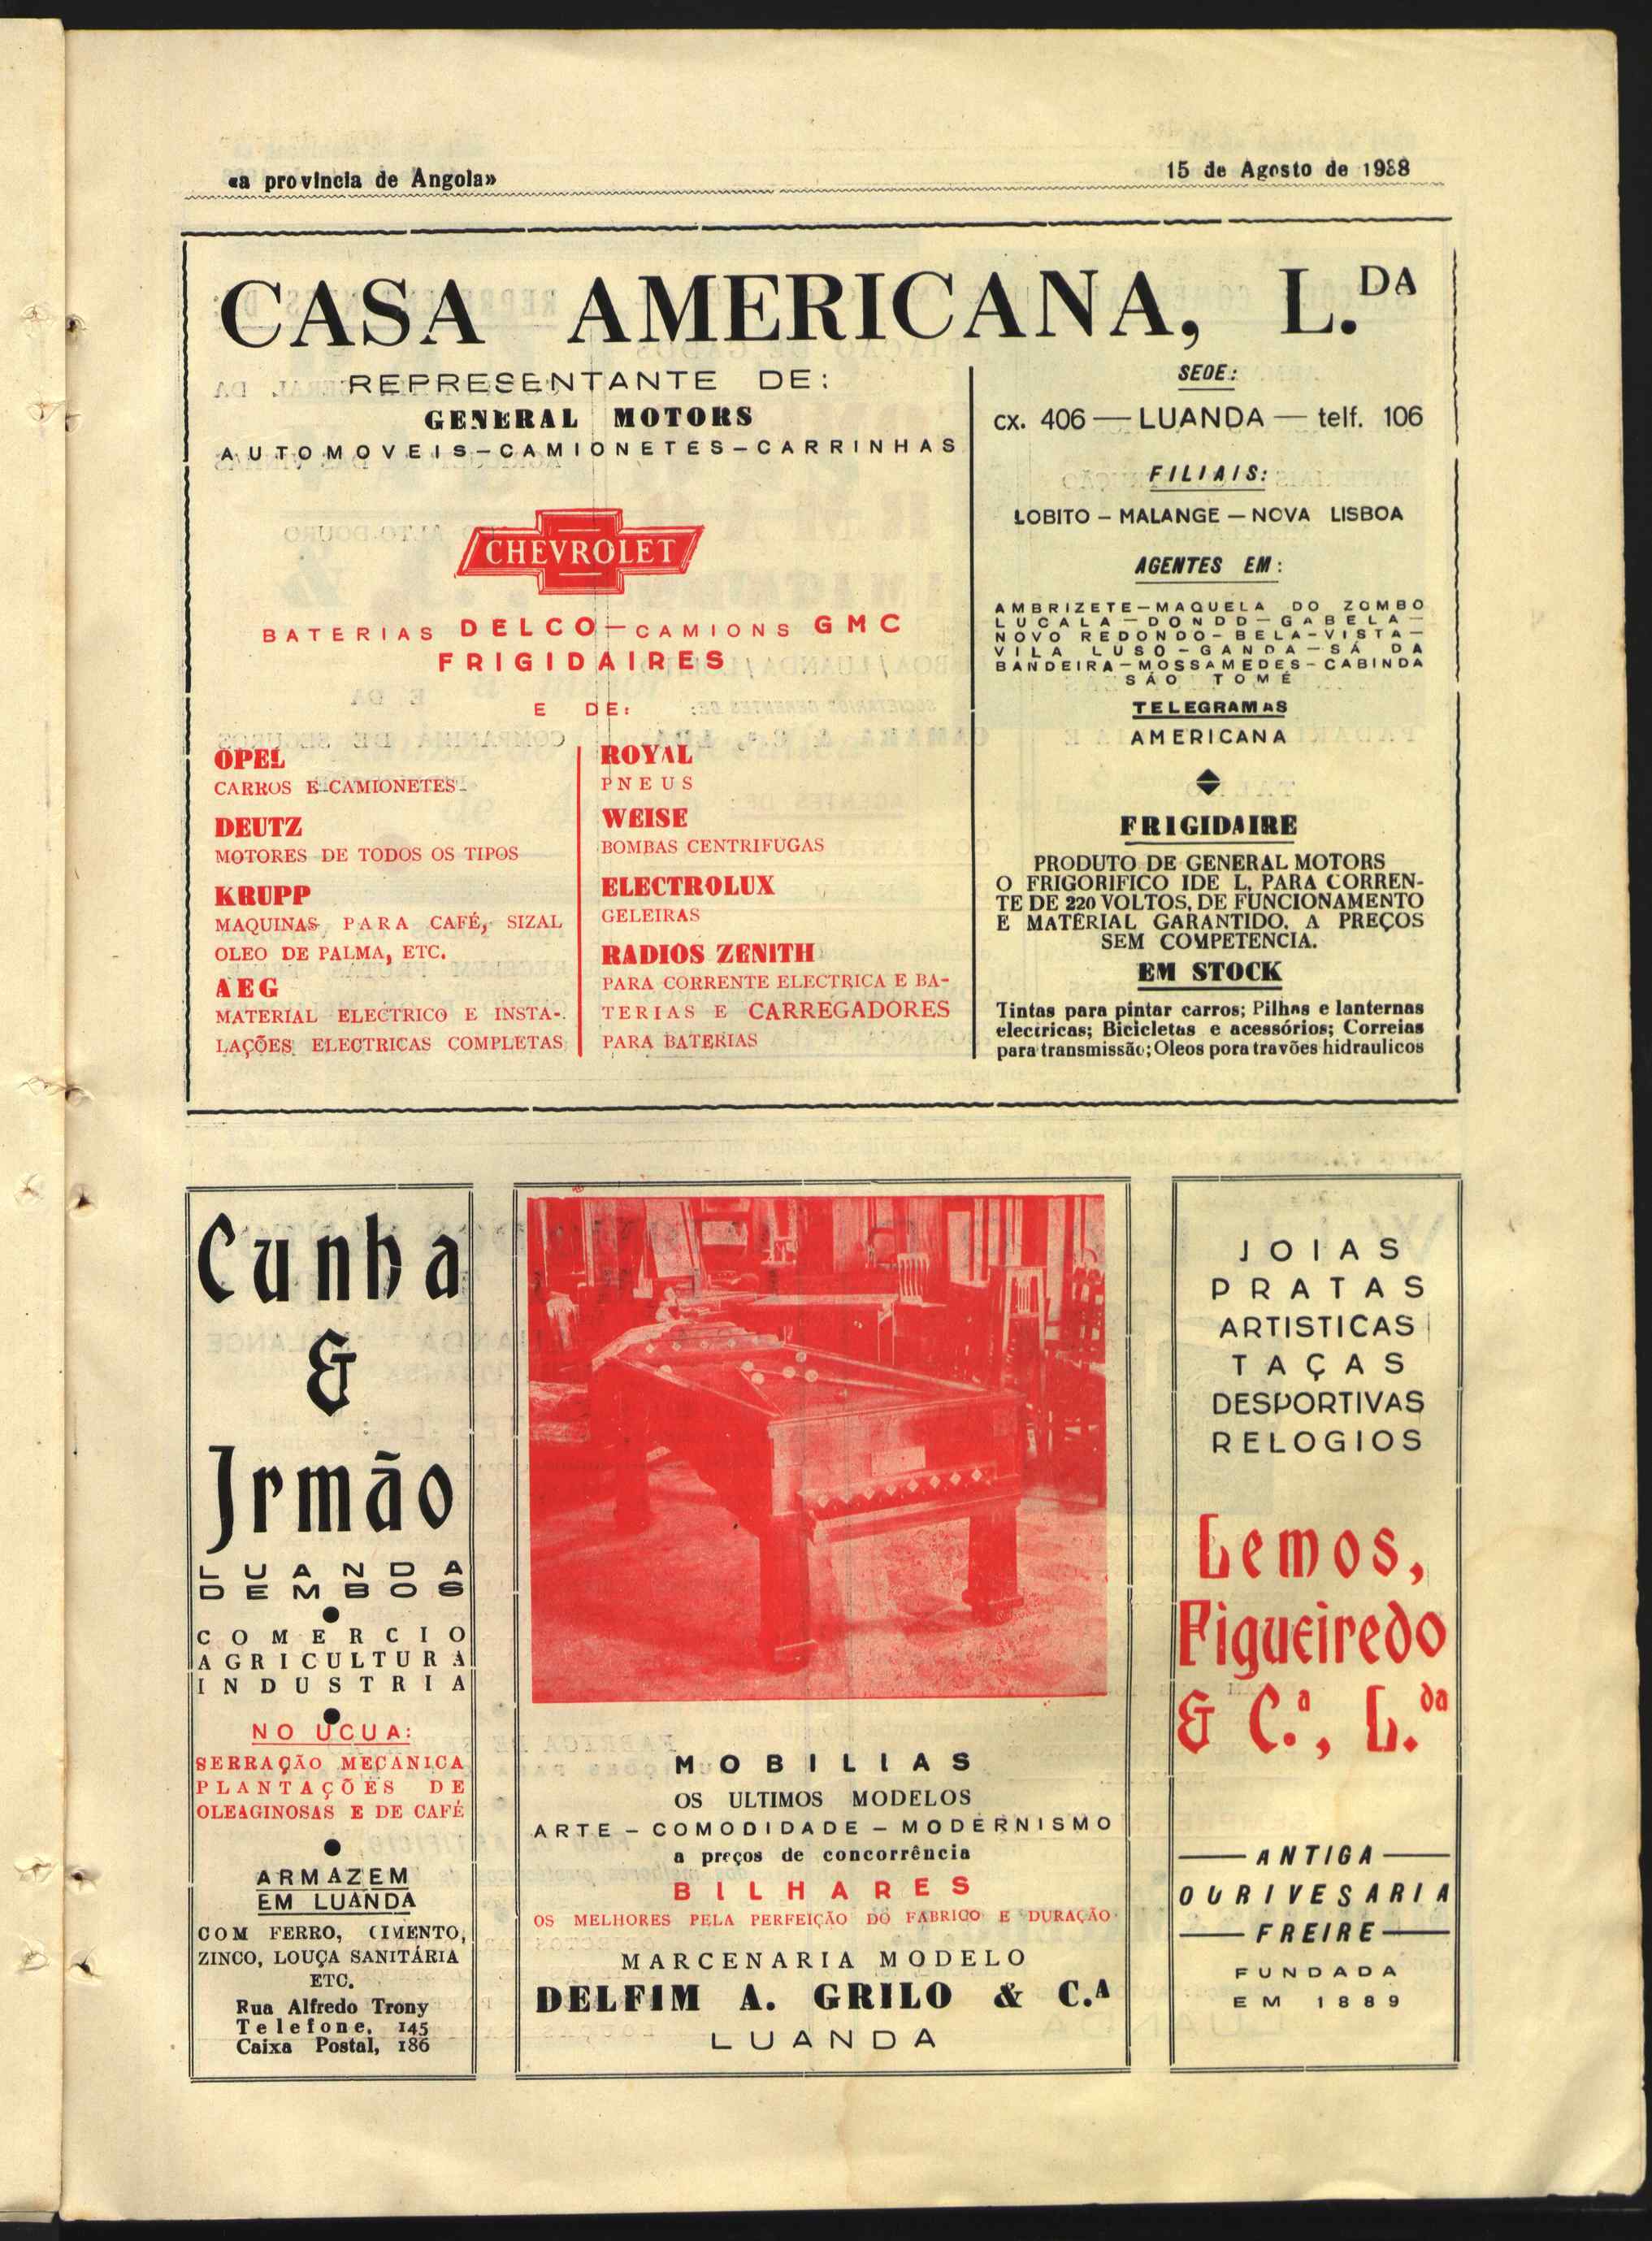 «a provincia de Angola»
15 de Agosto de 1938
CASA AMERICANA, L.DA
REPRESENTANTE DE:
GENERAL MOTORS
AUTOMOVEIS-CAMIONETES-CARRINHAS
CHEVROLET
BATERIAS DELCO—CAMIONS GMC
FRIGIDAIRES
E DE:
OPEL
CARROS E CAMIONETES
DEUTZ
MOTORES DE TODOS OS TIPOS
KRUPP
MAQUINAS PARA CAFÉ, SIZAL
OLEO DE PALMA, ETC.
AEG
MATERIAL ELECTRICO E INSTA-
LAÇÕES ELECTRICAS COMPLETAS
ROYAL
PNEUS
WEISE
BOMBAS CENTRIFUGAS
ELECTROLUX
GELEIRAS
RADIOS ZENITH
PARA CORRENTE ELECTRICA E BA-
TERIAS E CARREGADORES
PARA BATERIAS
SEDE:
cx. 406 — LUANDA — telf. 106
FILIAIS:
LOBITO — MALANGE — NOVA LISBOA
AGENTES EM:
AMBRIZETE—MAQUELA DO ZOMBO
LUCALA—DONDO—GABELA—
NOVO REDONDO-BELA-VISTA—
VILA LUSO-GANDA—SÁ DA
BANDEIRA—MOSSAMEDES-CABINDA
SÁO TOMÉ
TELEGRAMAS
AMERICANA
FRIGIDAIRE
PRODUTO DE GENERAL MOTORS
O FRIGORIFICO IDE L, PARA CORREN-
TE DE 220 VOLTOS, DE FUNCIONAMENTO
E MATERIAL GARANTIDO. A PREÇOS
SEM COMPETENCIA.
EM STOCK
Tintas para pintar carros; Pilhas e lanternas
electricas; Bicicletas e acessórios; Correias
para transmissão; Oleos pora travões hidraulicos
Cunha
&
Irmão
LUANDA
DEMBOS
COMERCIO
AGRICULTURA
INDUSTRIA
NO UCUA:
SERRAÇÃO MECANICA
PLANTAÇÕES DE
OLEAGINOSAS E DE CAFÉ
ARMAZEM
EM LUANDA
COM FERRO, CIMENTO,
ZINCO, LOUÇA SANITÁRIA
ETC.
Rua Alfredo Trony
Telefone, 145
Caixa Postal, 186
MOBILIAS
OS ULTIMOS MODELOS
ARTE — COMODIDADE — MODERNISMO
a preços de concorrência
BILHARES
OS MELHORES PELA PERFEIÇÃO DO FABRICO E DURAÇÃO
MARCENARIA MODELO
DELFIM A. GRILO & C.A
LUANDA
JOIAS
PRATAS
ARTISTICAS
TAÇAS
DESPORTIVAS
RELOGIOS
Lemos,
Figueiredo
& C.ª, L.da
— ANTIGA —
OURIVESARIA
— FREIRE —
FUNDADA
EM 1889